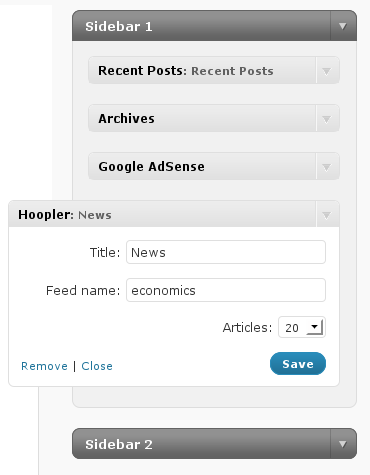 Sidebar 1
Recent Posts: Recent Posts
Archives
Google AdSense
Hoopler: News
Title: News
Feed name: economics
Articles: 20
Remove | Close Save
Sidebar 2